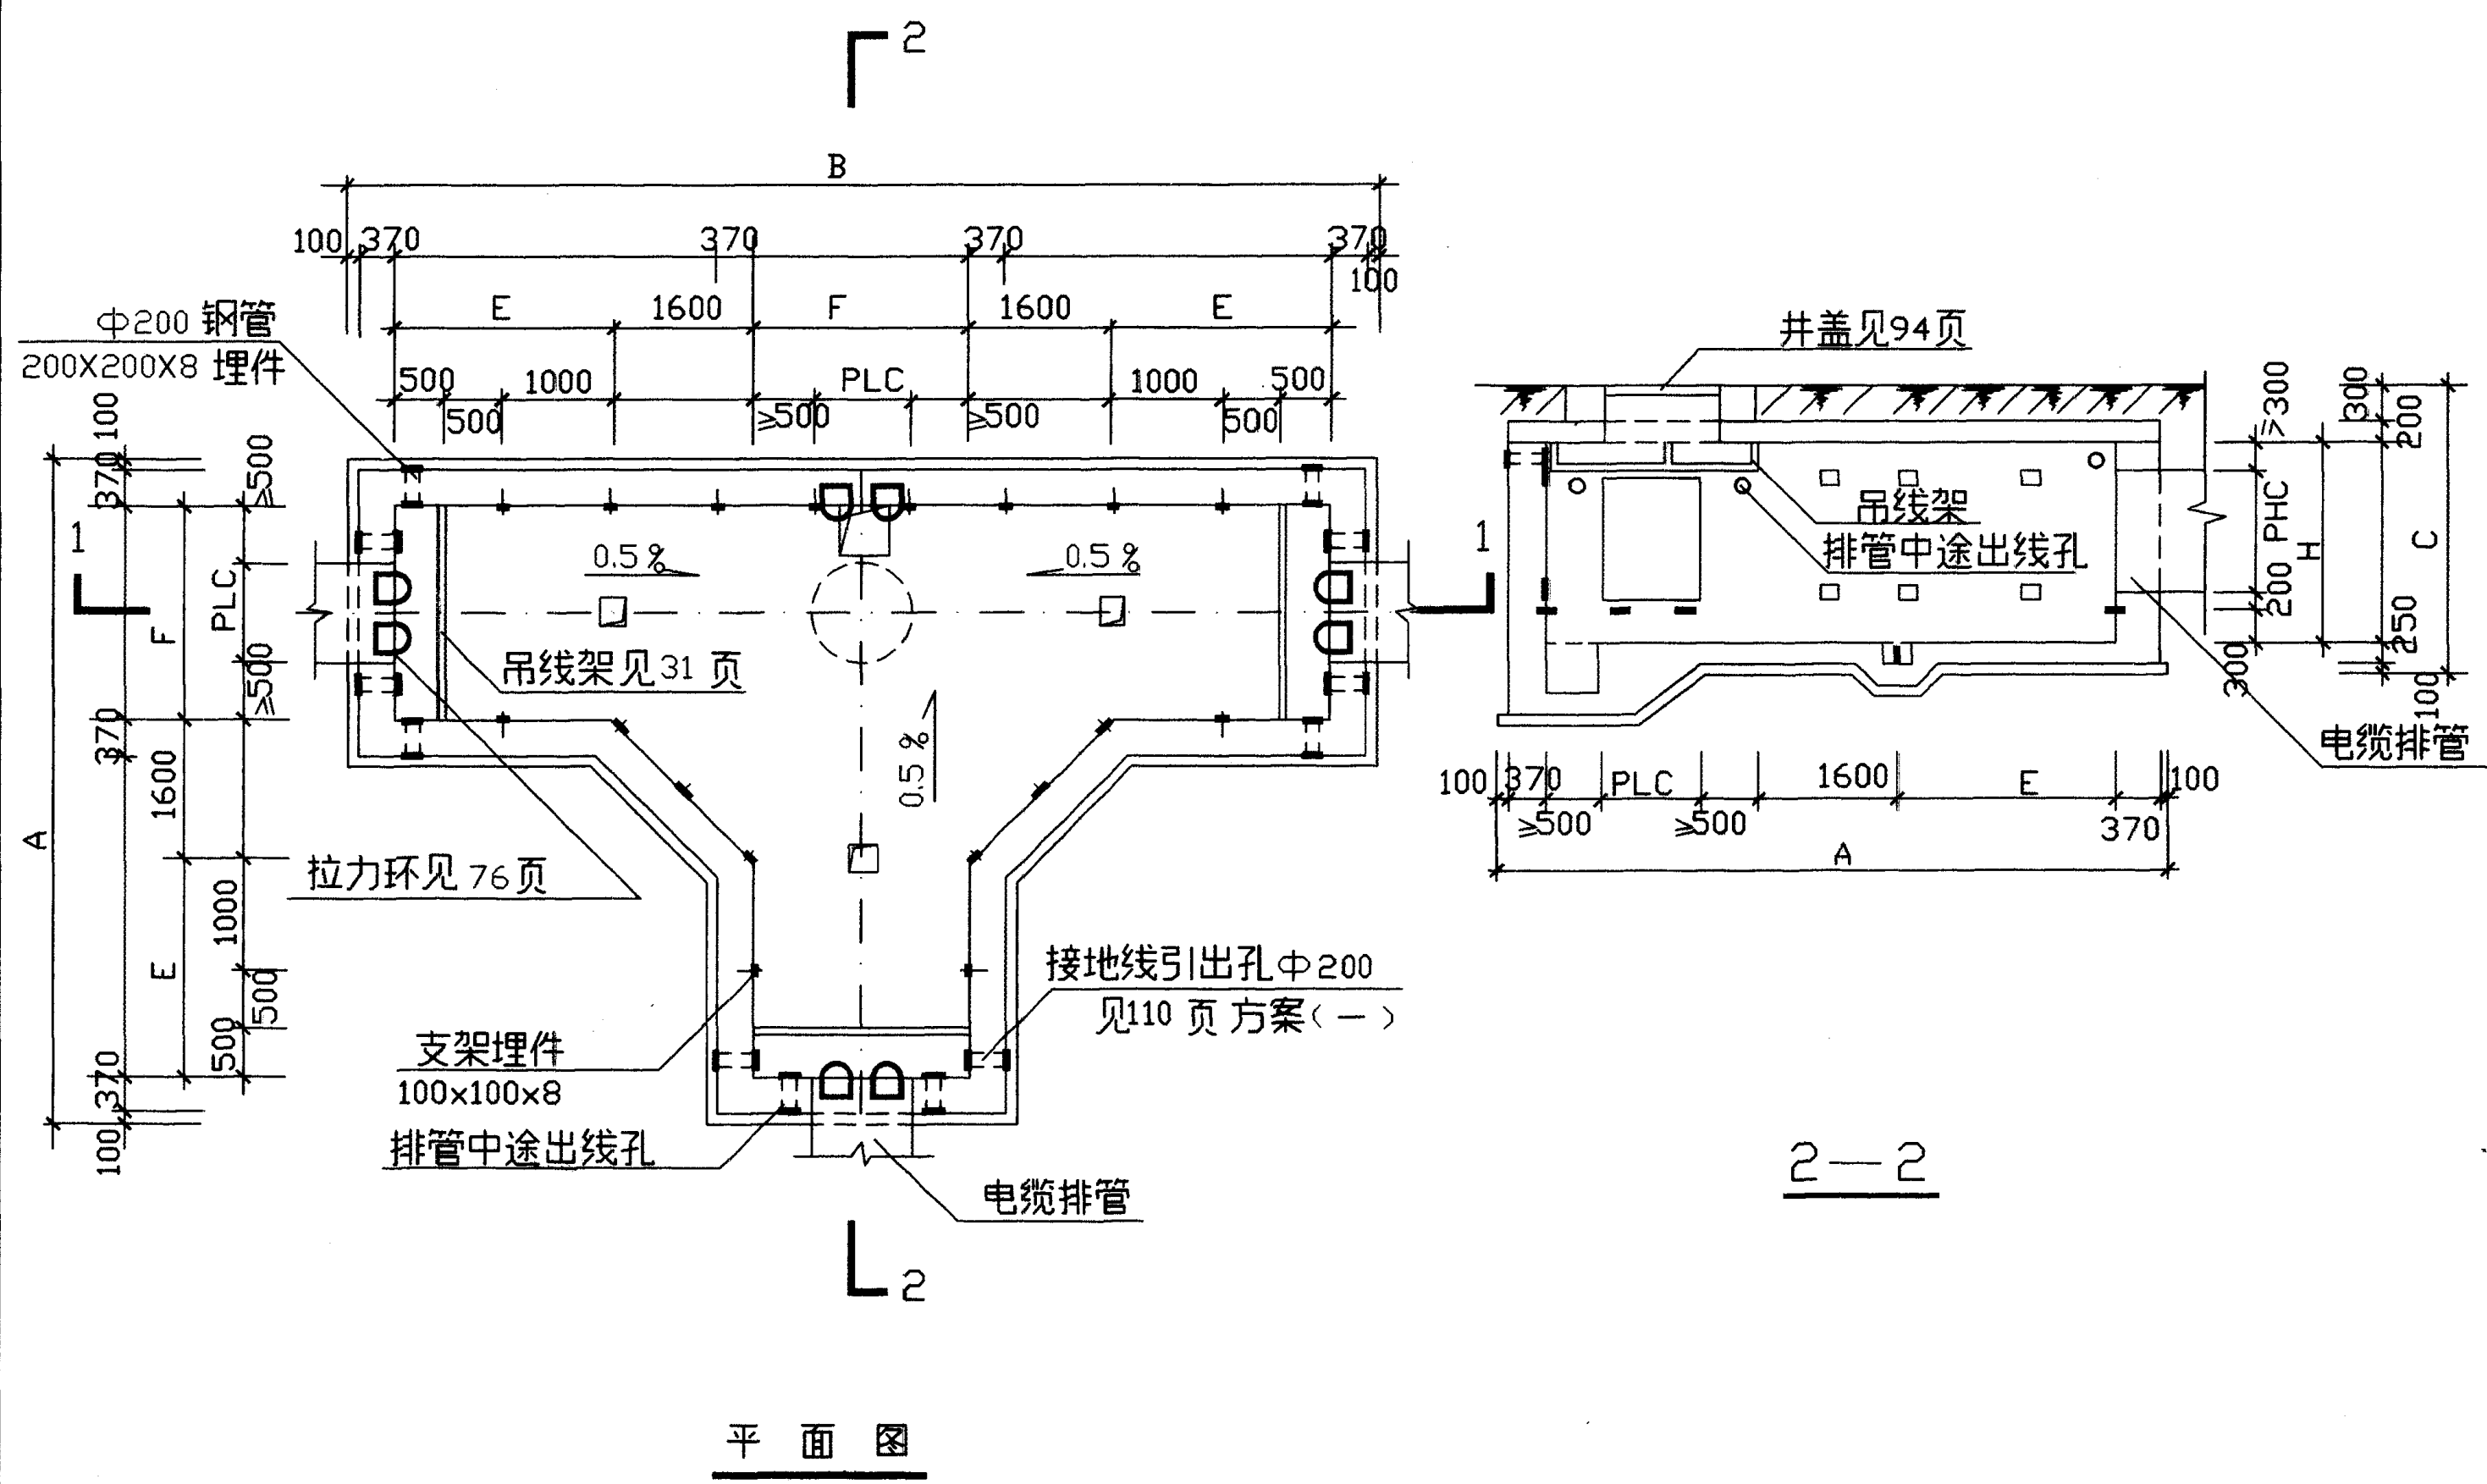 2
B
100 370 370 370 370
100
E 1600 F 1600 E
500 1000 PLC 1000 500
500 ≥500 ≥500 500
Φ200 钢管
200X200X8 埋件
100
370
≥500
1
PLC
F
≥500
370
1600
A
1000
E
500
500
370
100
0.5%
0.5%
0.5%
吊线架见31 页
拉力环见 76页
支架埋件
100x100x8
排管中途出线孔
接地线引出孔Φ200
见110 页 方案(一)
电缆排管
1
2
平 面 图
井盖见94页
吊线架
排管中途出线孔
≥300
300
200
PHC
H
C
200
250
300
100
电缆排管
100 370 PLC 1600 E 100
≥500 ≥500 370
A
2—2